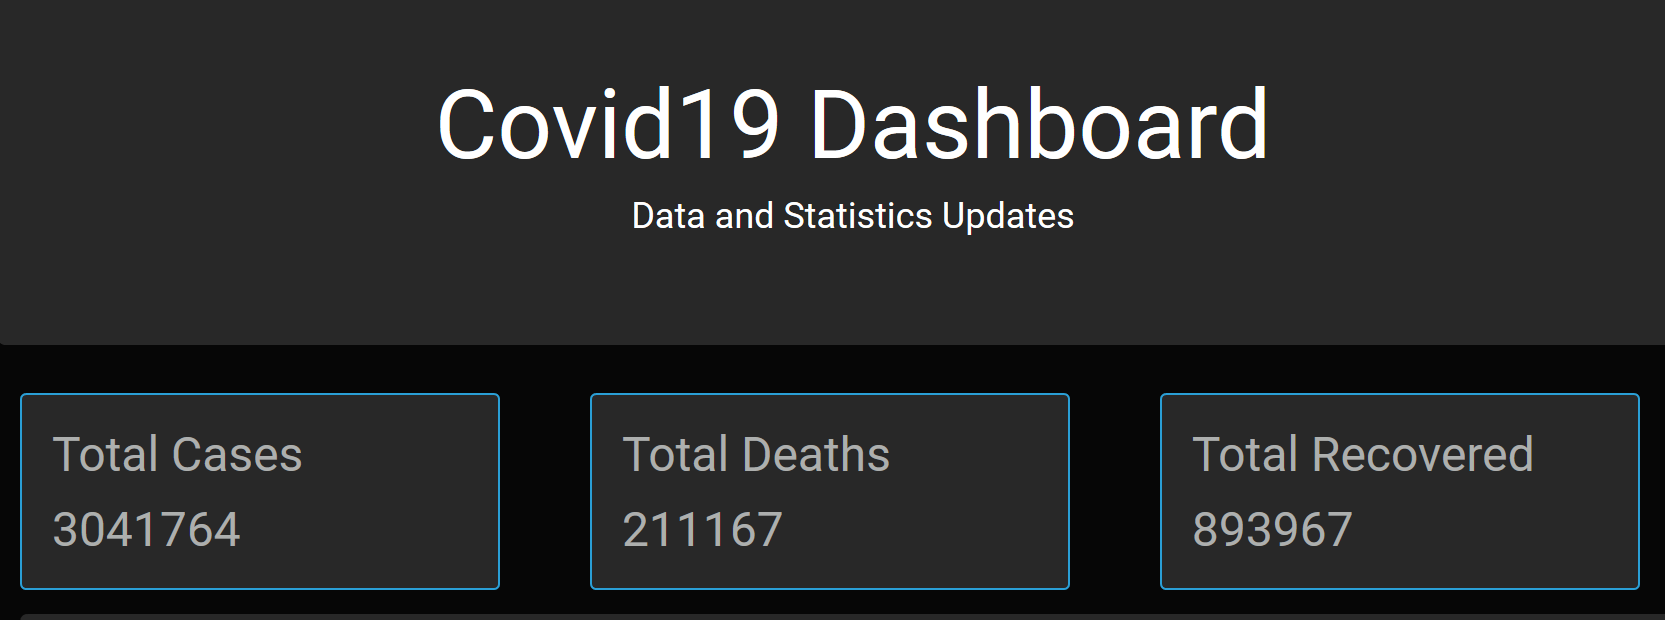 Covid19 Dashboard
Data and Statistics Updates
Total Cases
3041764
Total Deaths
211167
Total Recovered
893967